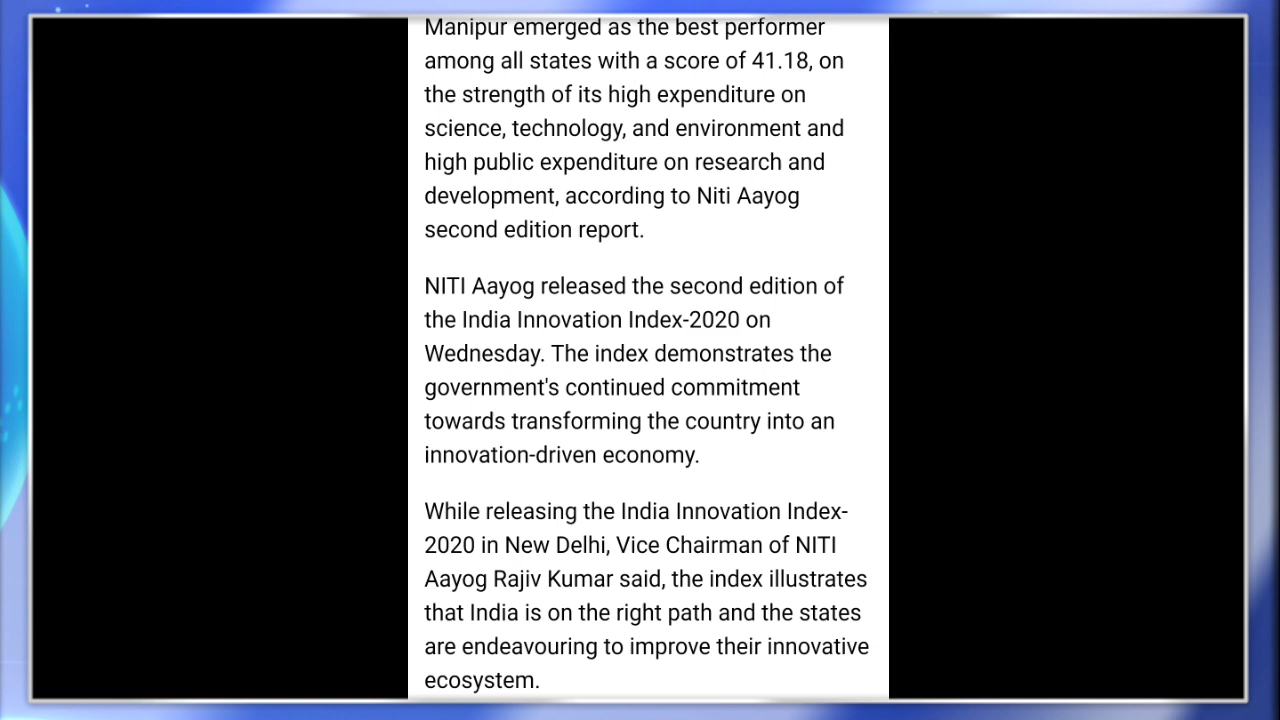 Manipur emerged as the best performer
among all states with a score of 41.18, on
the strength of its high expenditure on
science, technology, and environment and
high public expenditure on research and
development, according to Niti Aayog
second edition report.
NITI Aayog released the second edition of
the India Innovation Index-2020 on
Wednesday. The index demonstrates the
government's continued commitment
towards transforming the country into an
innovation-driven economy.
While releasing the India Innovation Index-
2020 in New Delhi, Vice Chairman of NITI
Aayog Rajiv Kumar said, the index illustrates
that India is on the right path and the states
are endeavouring to improve their innovative
ecosystem.